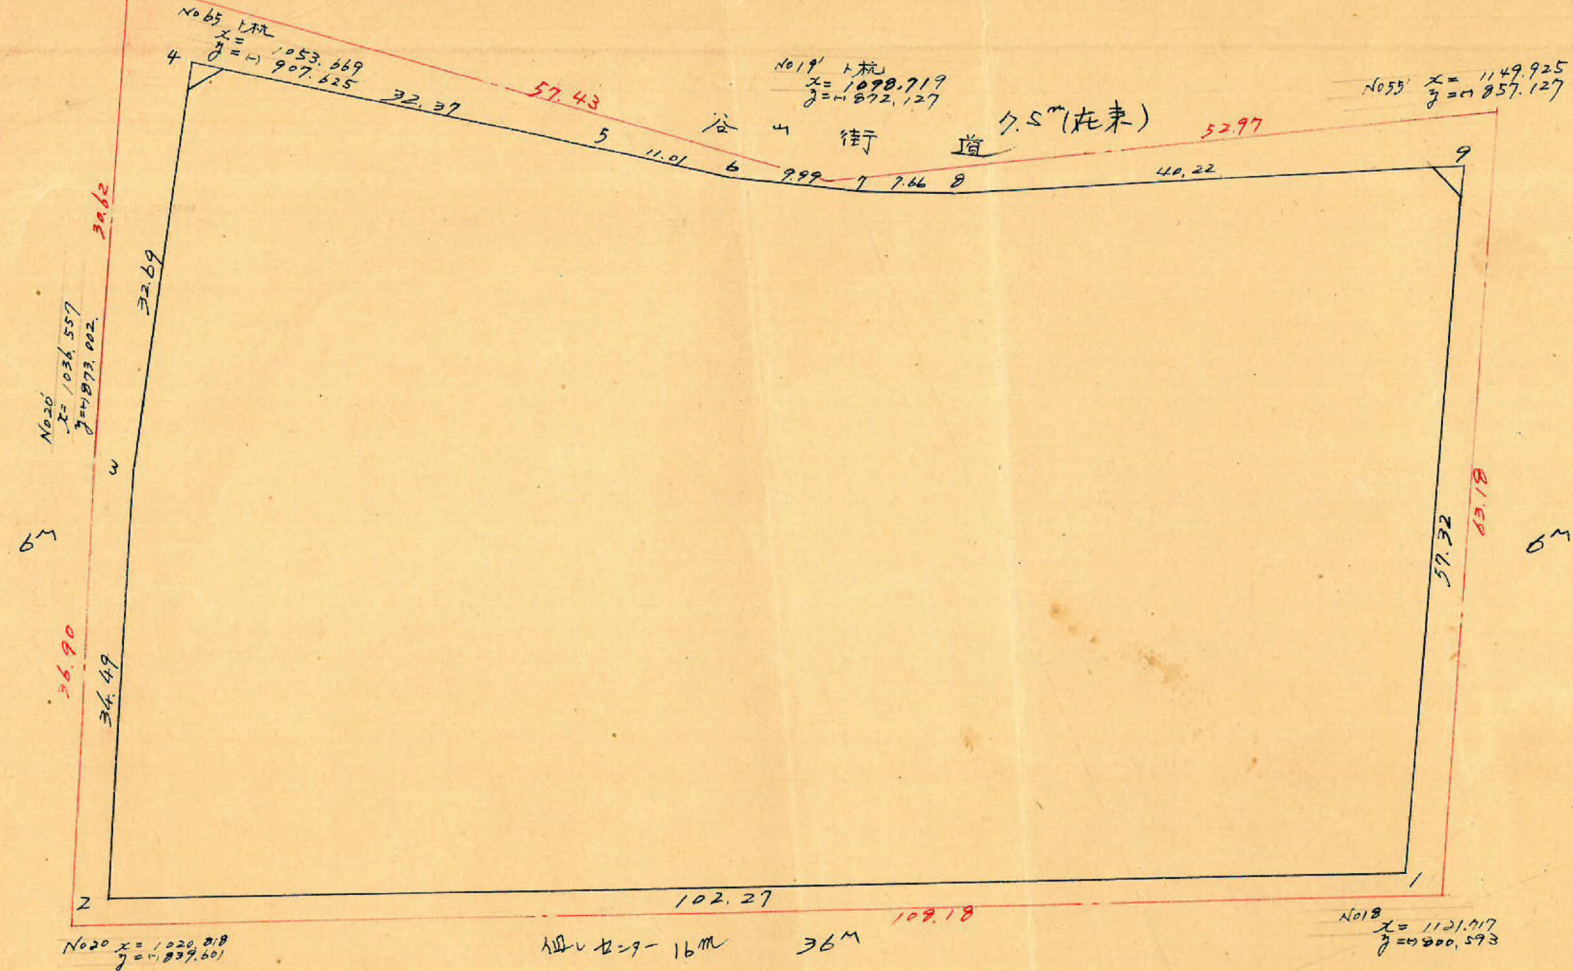 No65 ト杭
x= 1053.669
y=(-) 907.625
4
32.37
57.43
5
11.01
6
9.99
7
7.66
8
No19' ト杭
x= 1098.719
y=(-) 872.127
谷 山 街 道 7.5m(在来)
52.97
40.22
9
No55' x= 1149.925
y=(-) 857.127
30.62
32.69
No20'
x= 1036.557
y=(-) 873.002
3
6m
36.90
34.49
63.18
57.32
6m
2
102.27
108.18
1
No20 x= 1020.818
y=(-) 839.601
センター 16m 36m
No18
x= 1121.717
y=(-) 800.593